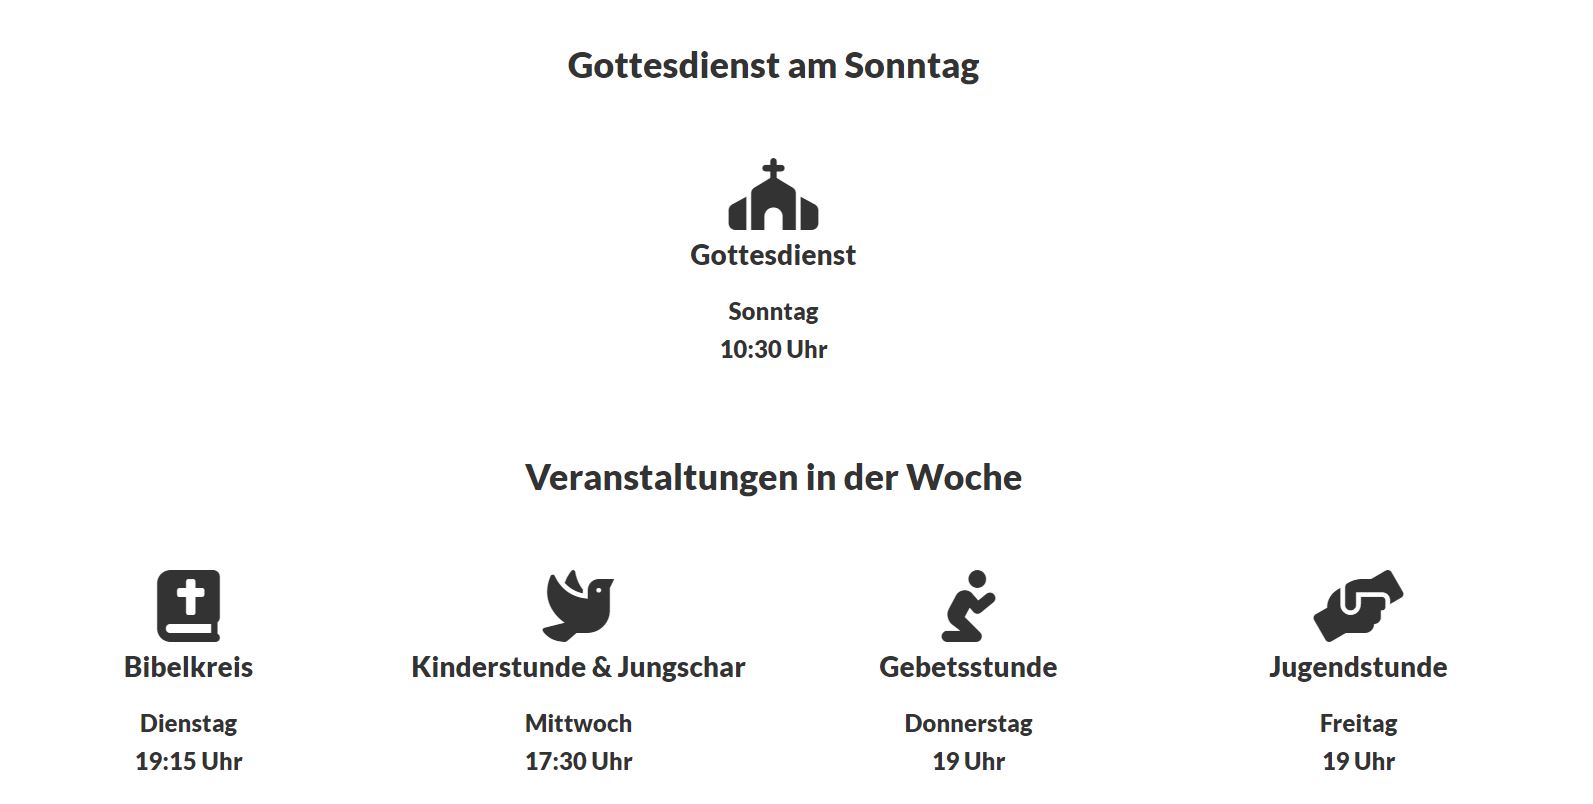 Gottesdienst am Sonntag
Gottesdienst
Sonntag
10:30 Uhr
Veranstaltungen in der Woche
Bibelkreis
Dienstag
19:15 Uhr
Kinderstunde & Jungschar
Mittwoch
17:30 Uhr
Gebetsstunde
Donnerstag
19 Uhr
Jugendstunde
Freitag
19 Uhr